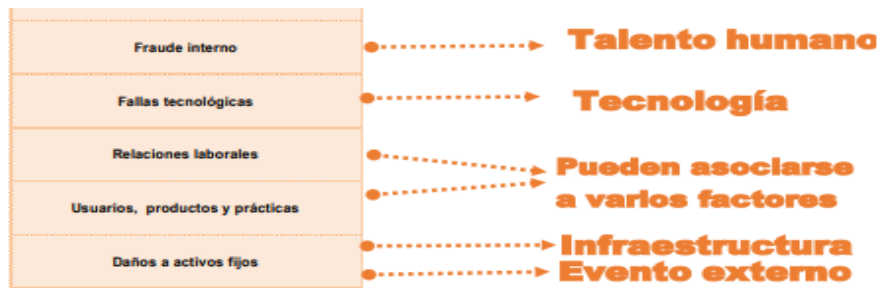 Fraude interno
Talento humano
Fallas tecnológicas
Tecnología
Relaciones laborales
Pueden asociarse
a varios factores
Usuarios, productos y prácticas
Daños a activos fijos
Infraestructura
Evento externo